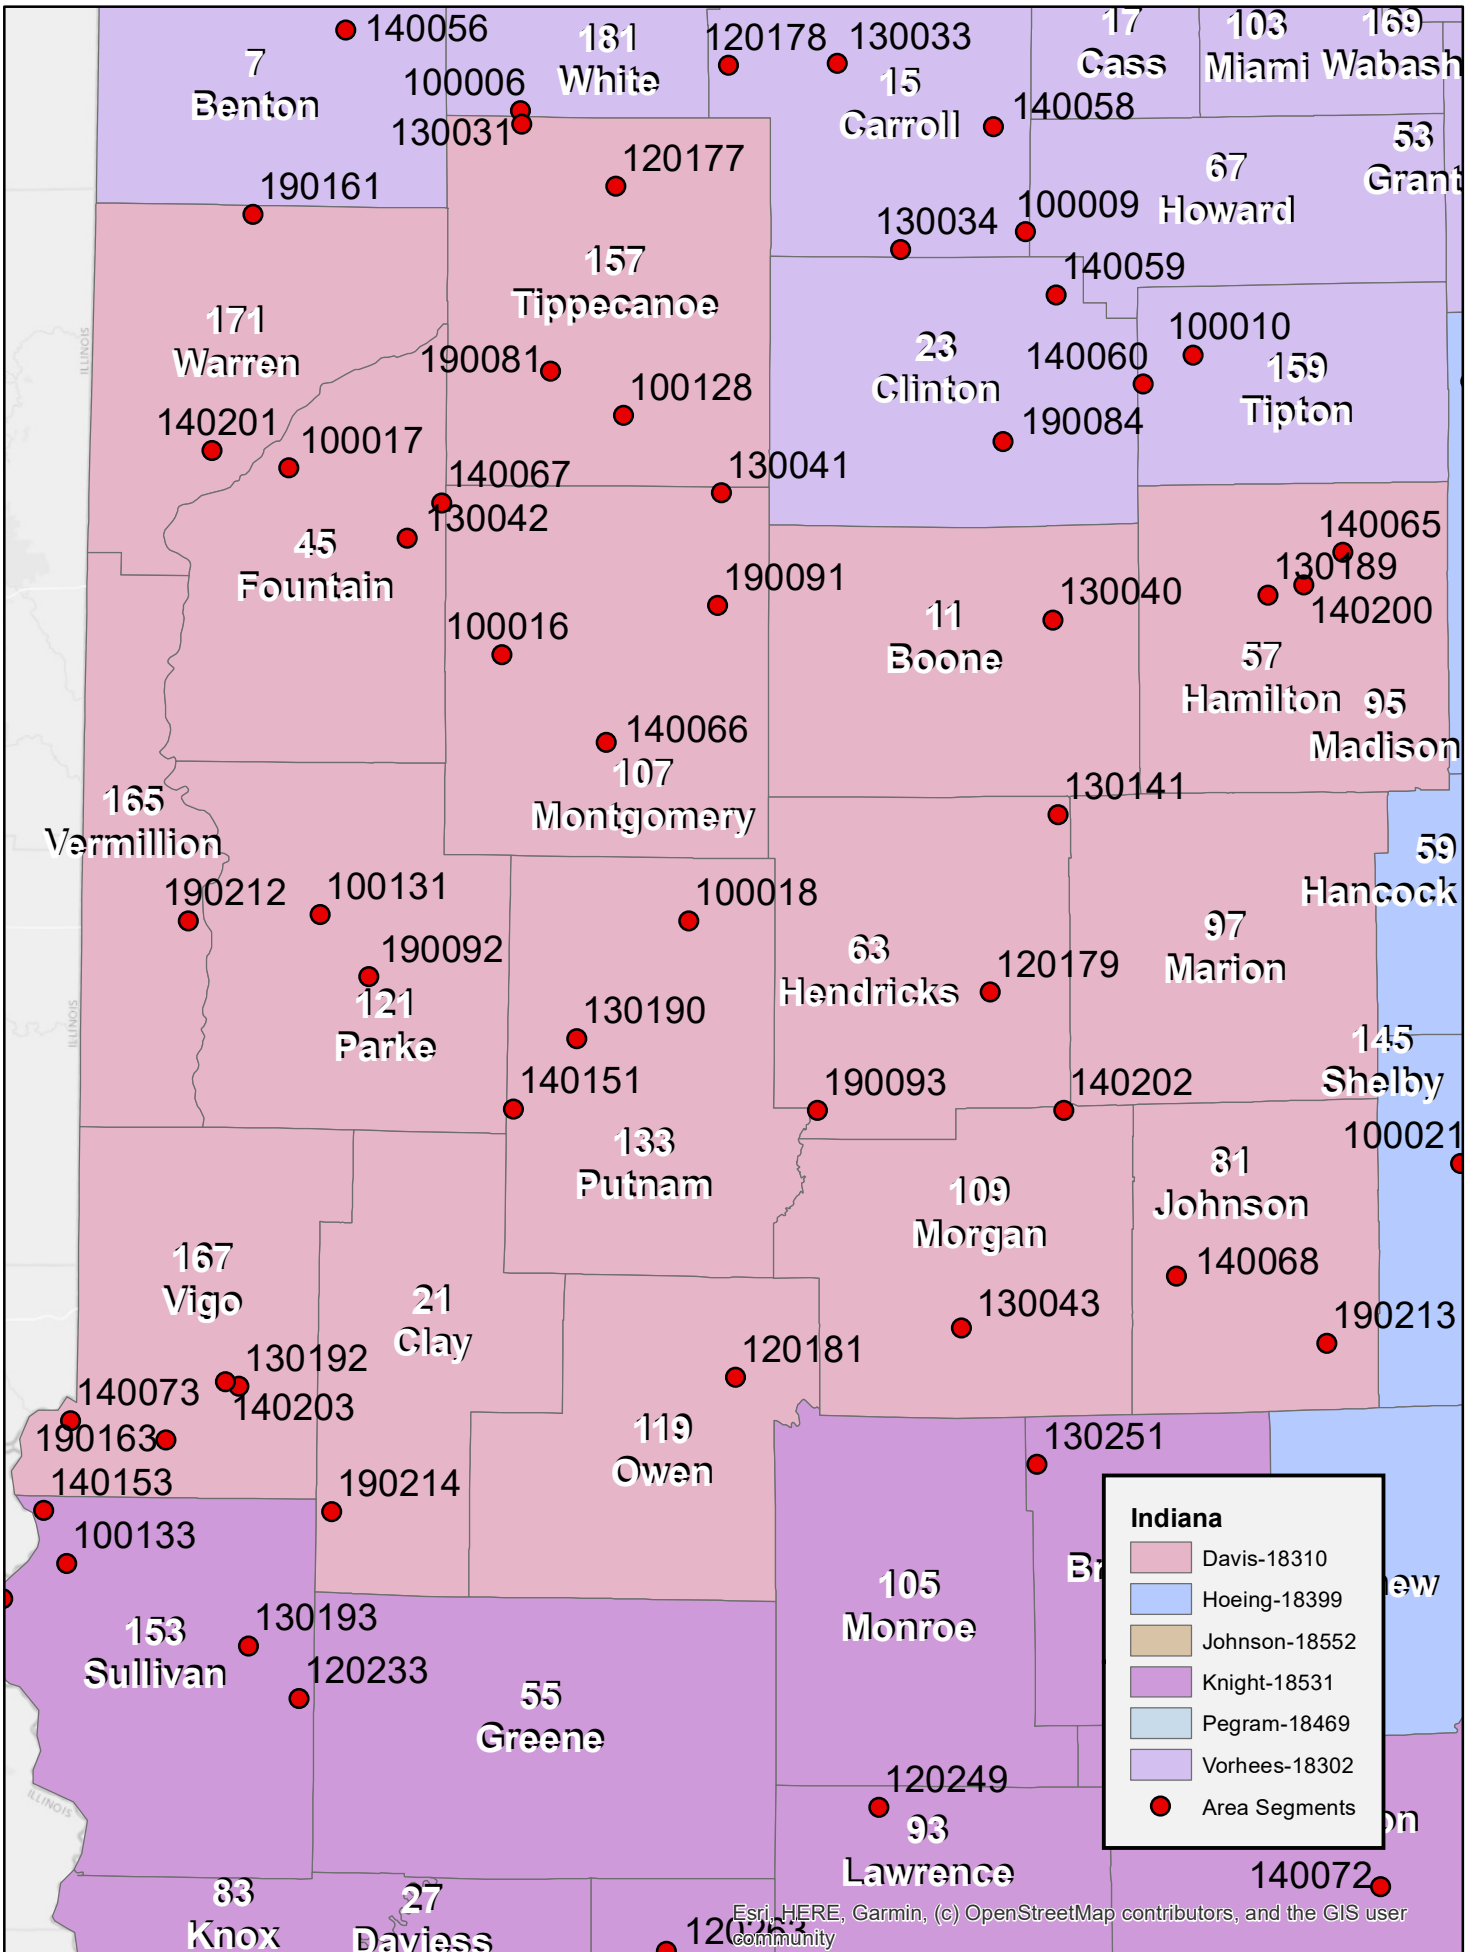 140056
7
Benton
181
White
100006
130031
120178
130033
15
Carroll
140058
17
Cass
103
Miami
169
Wabash
53
Grant
67
Howard
190161
120177
130034
100009
140059
157
Tippecanoe
171
Warren
190081
100128
23
Clinton
140060
100010
159
Tipton
190084
140201
100017
140067
130042
130041
45
Fountain
140065
130189
140200
190091
130040
11
Boone
100016
57
Hamilton
95
Madison
140066
107
Montgomery
130141
165
Vermillion
59
Hancock
190212
100131
100018
190092
121
Parke
63
Hendricks
120179
97
Marion
130190
145
Shelby
140151
190093
140202
100021
133
Putnam
109
Morgan
81
Johnson
140068
167
Vigo
21
Clay
130043
190213
130192
140203
120181
140073
190163
119
Owen
130251
140153
190214
100133
105
Monroe
Br
ew
130193
153
Sullivan
120233
55
Greene
120249
93
Lawrence
on
140072
83
Knox
27
Daviess
120263
ILLINOIS
ILLINOIS
ILLINOIS
Indiana
Davis-18310
Hoeing-18399
Johnson-18552
Knight-18531
Pegram-18469
Vorhees-18302
Area Segments
Esri, HERE, Garmin, (c) OpenStreetMap contributors, and the GIS user
community